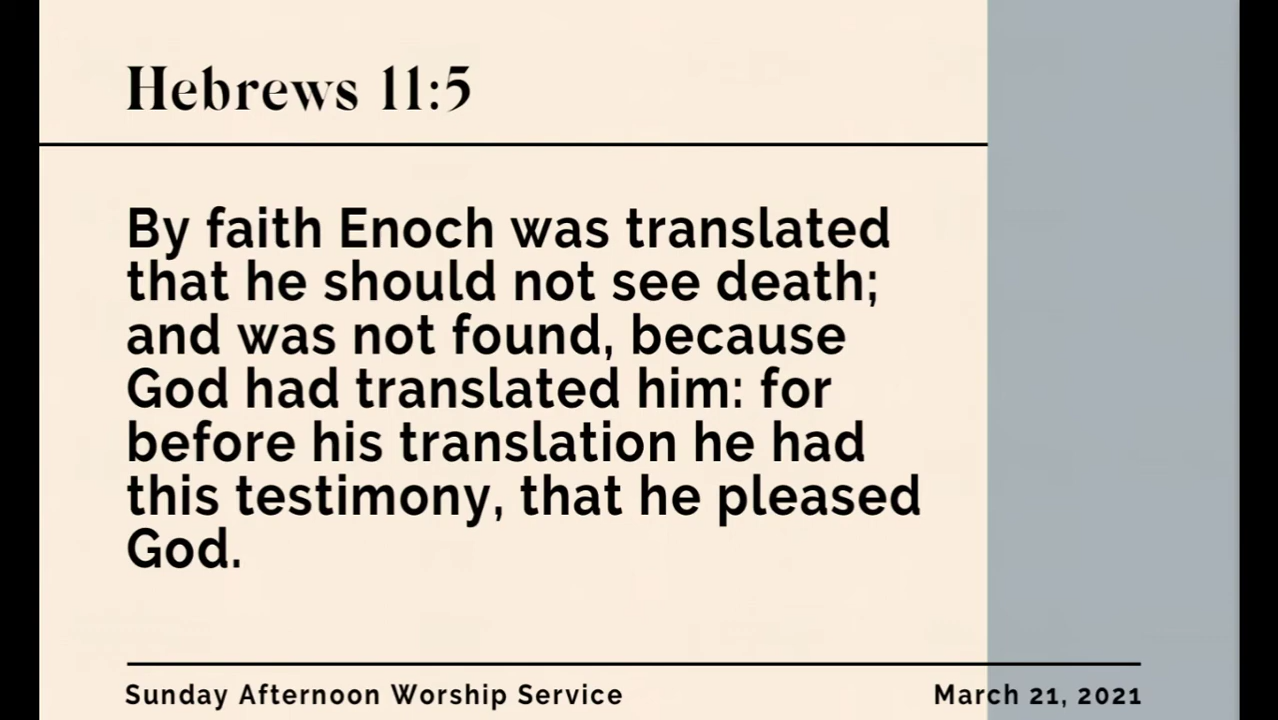 Hebrews 11:5
By faith Enoch was translated
that he should not see death;
and was not found, because
God had translated him: for
before his translation he had
this testimony, that he pleased
God.
Sunday Afternoon Worship Service
March 21, 2021